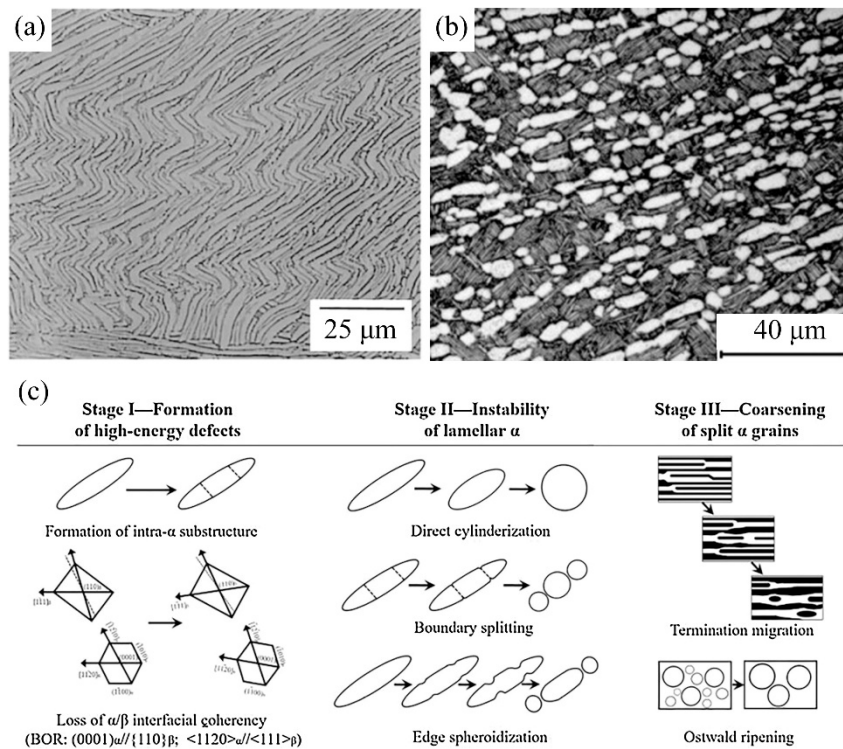 (a)
25 μm
(b)
40 μm
(c)
Stage I—Formation
of high-energy defects
Stage II—Instability
of lamellar α
Stage III—Coarsening
of split α grains
Formation of intra-α substructure
Direct cylinderization
Boundary splitting
Termination migration
(0001)
Loss of α/β interfacial coherency
(BOR: (0001)α//{110}β; <1120>α//<111>β)
Edge spheroidization
Ostwald ripening